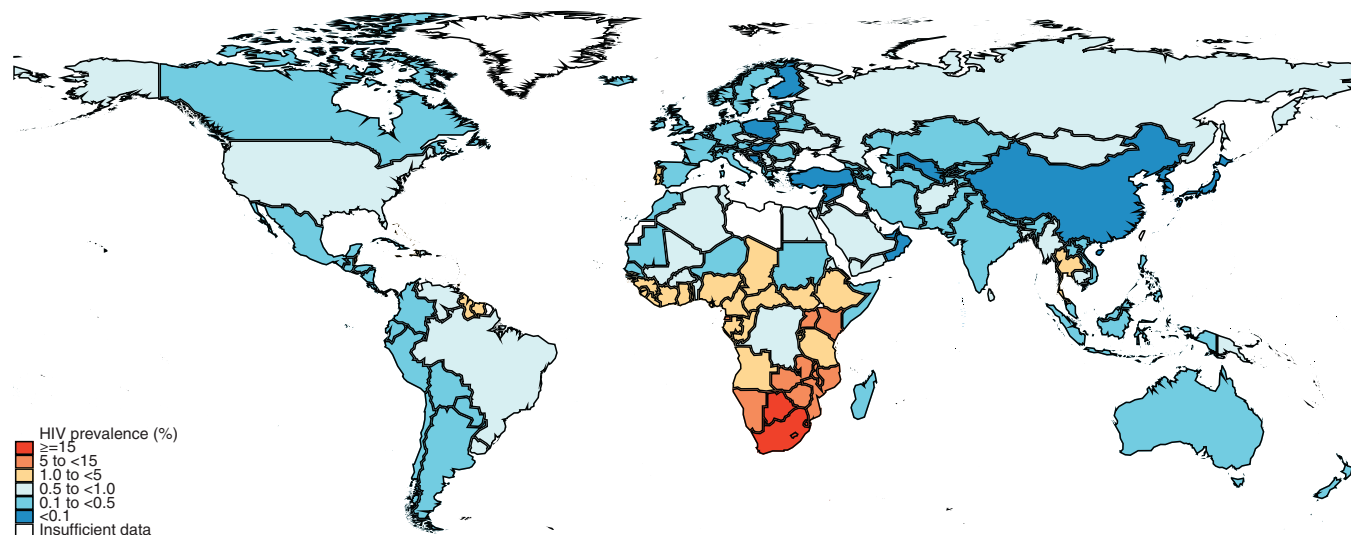 HIV prevalence (%)
≥=15
5 to <15
1.0 to <5
0.5 to <1.0
0.1 to <0.5
<0.1
Insufficient data